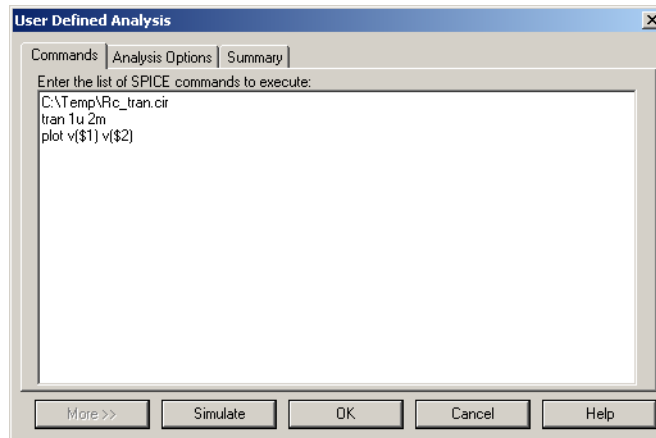 User Defined Analysis
Commands Analysis Options Summary
Enter the list of SPICE commands to execute:
C:\Temp\Rc_tran.cir
tran 1u 2m
plot v($1) v($2)
More >> Simulate OK Cancel Help